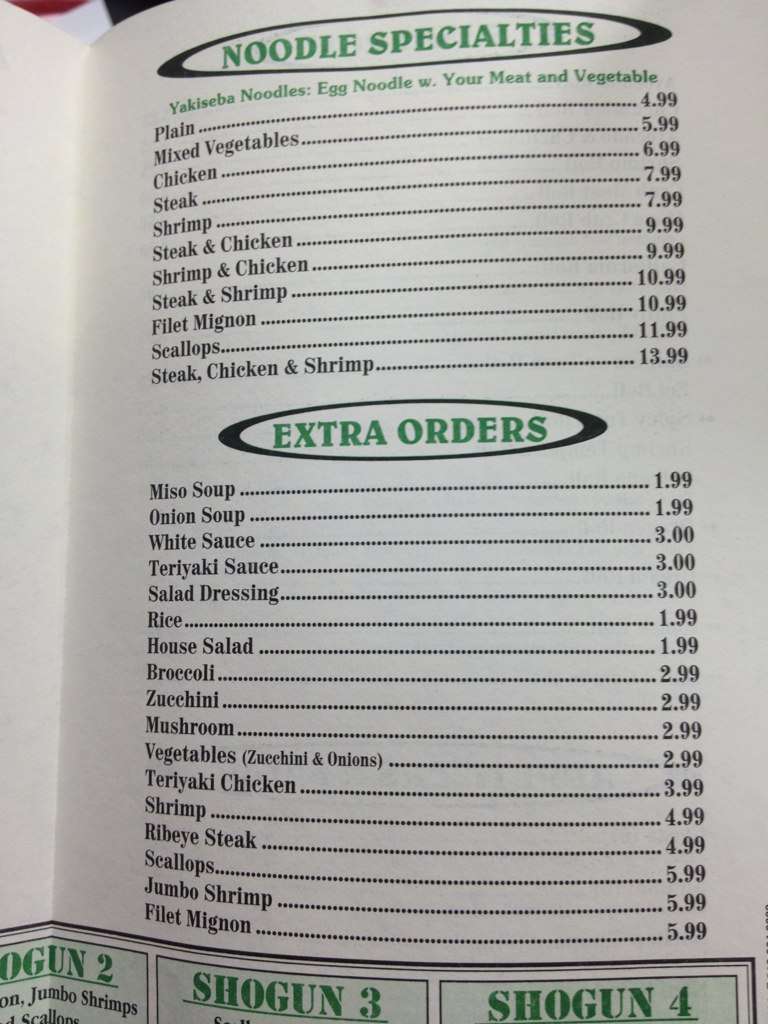 NOODLE SPECIALTIES
Yakiseba Noodles: Egg Noodle w. Your Meat and Vegetable
Plain 4.99
Mixed Vegetables 5.99
Chicken 6.99
Steak 7.99
Shrimp 7.99
Steak & Chicken 9.99
Shrimp & Chicken 9.99
Steak & Shrimp 10.99
Filet Mignon 10.99
Scallops 11.99
Steak, Chicken & Shrimp 13.99
EXTRA ORDERS
Miso Soup 1.99
Onion Soup 1.99
White Sauce 3.00
Teriyaki Sauce 3.00
Salad Dressing 3.00
Rice 1.99
House Salad 1.99
Broccoli 2.99
Zucchini 2.99
Mushroom 2.99
Vegetables (Zucchini & Onions) 2.99
Teriyaki Chicken 3.99
Shrimp 4.99
Ribeye Steak 4.99
Scallops 5.99
Jumbo Shrimp 5.99
Filet Mignon 5.99
OGUN 2
on, Jumbo Shrimps
d Scallops
SHOGUN 3
SHOGUN 4